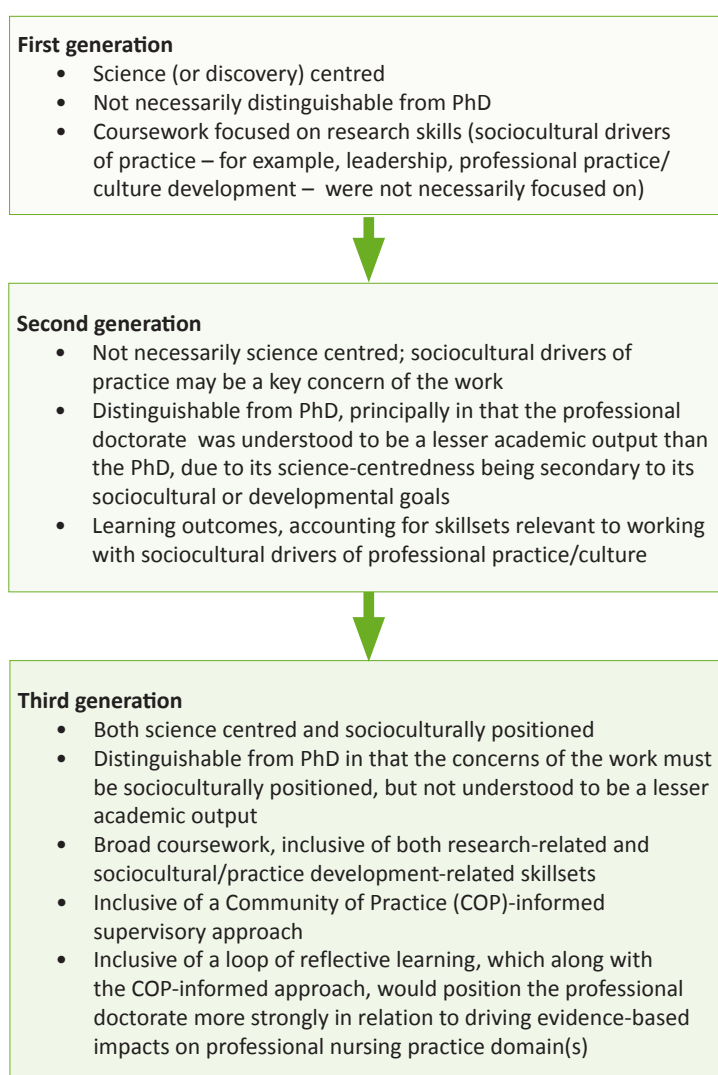 First generation
• Science (or discovery) centred
• Not necessarily distinguishable from PhD
• Coursework focused on research skills (sociocultural drivers
of practice – for example, leadership, professional practice/
culture development – were not necessarily focused on)
Second generation
• Not necessarily science centred; sociocultural drivers of
practice may be a key concern of the work
• Distinguishable from PhD, principally in that the professional
doctorate was understood to be a lesser academic output than
the PhD, due to its science-centredness being secondary to its
sociocultural or developmental goals
• Learning outcomes, accounting for skillsets relevant to working
with sociocultural drivers of professional practice/culture
Third generation
• Both science centred and socioculturally positioned
• Distinguishable from PhD in that the concerns of the work must
be socioculturally positioned, but not understood to be a lesser
academic output
• Broad coursework, inclusive of both research-related and
sociocultural/practice development-related skillsets
• Inclusive of a Community of Practice (COP)-informed
supervisory approach
• Inclusive of a loop of reflective learning, which along with
the COP-informed approach, would position the professional
doctorate more strongly in relation to driving evidence-based
impacts on professional nursing practice domain(s)